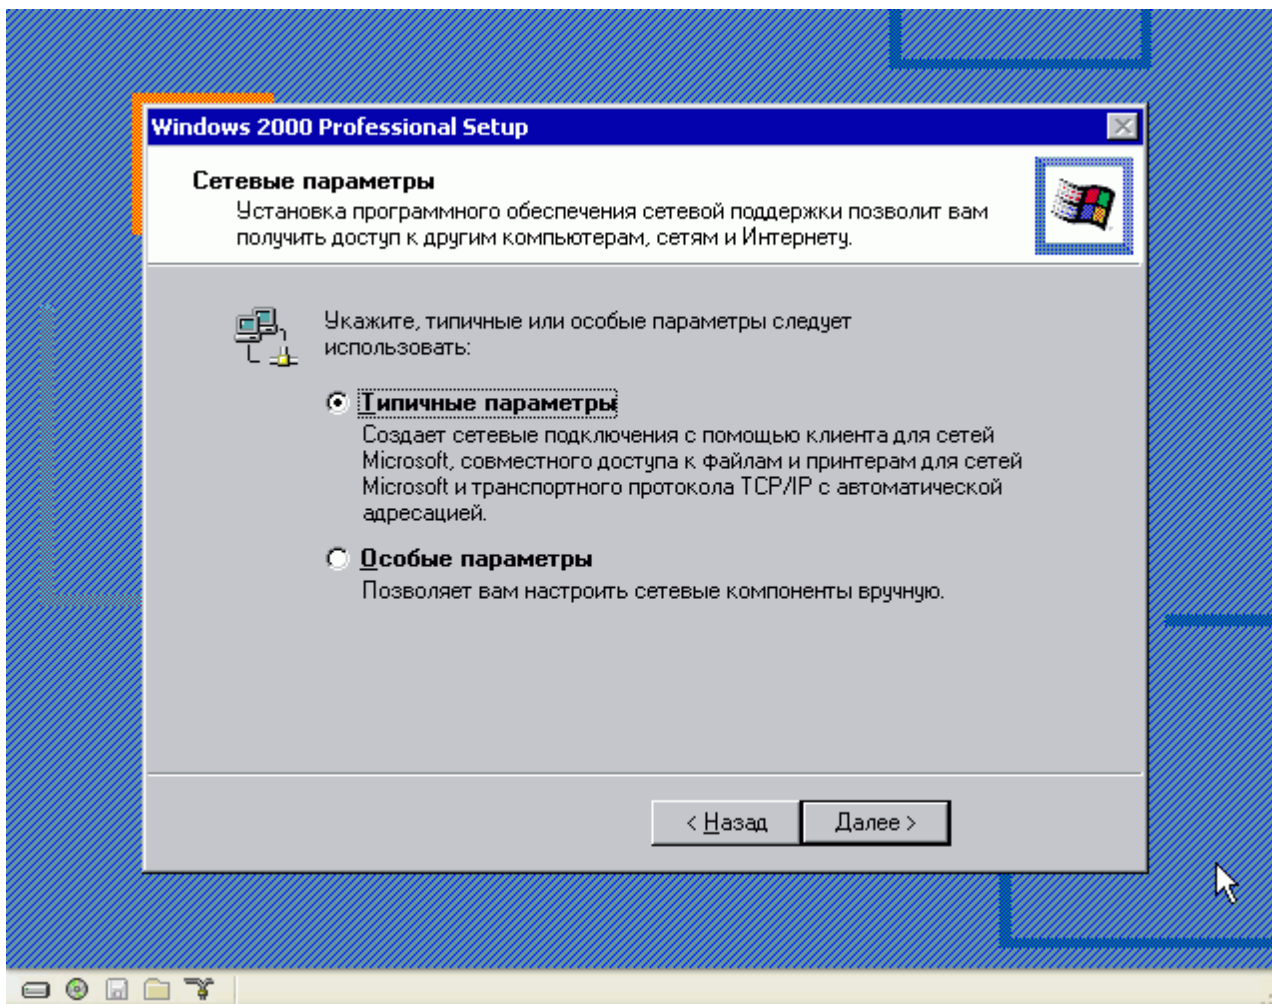 Windows 2000 Professional Setup
Сетевые параметры
Установка программного обеспечения сетевой поддержки позволит вам
получить доступ к другим компьютерам, сетям и Интернету.
Укажите, типичные или особые параметры следует
использовать:
Типичные параметры
Создает сетевые подключения с помощью клиента для сетей
Microsoft, совместного доступа к файлам и принтерам для сетей
Microsoft и транспортного протокола TCP/IP с автоматической
адресацией.
Особые параметры
Позволяет вам настроить сетевые компоненты вручную.
< Назад
Далее >